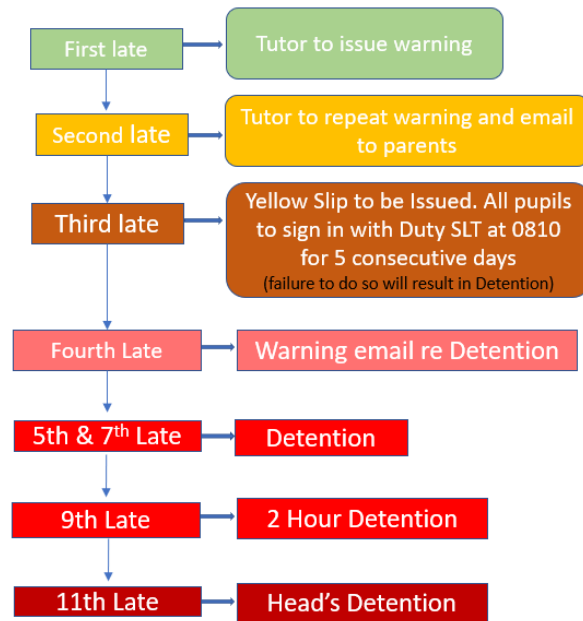 First late
Tutor to issue warning
Second late
Tutor to repeat warning and email
to parents
Third late
Yellow Slip to be Issued. All pupils
to sign in with Duty SLT at 0810
for 5 consecutive days
(failure to do so will result in Detention)
Fourth Late
Warning email re Detention
5th & 7th Late
Detention
9th Late
2 Hour Detention
11th Late
Head's Detention